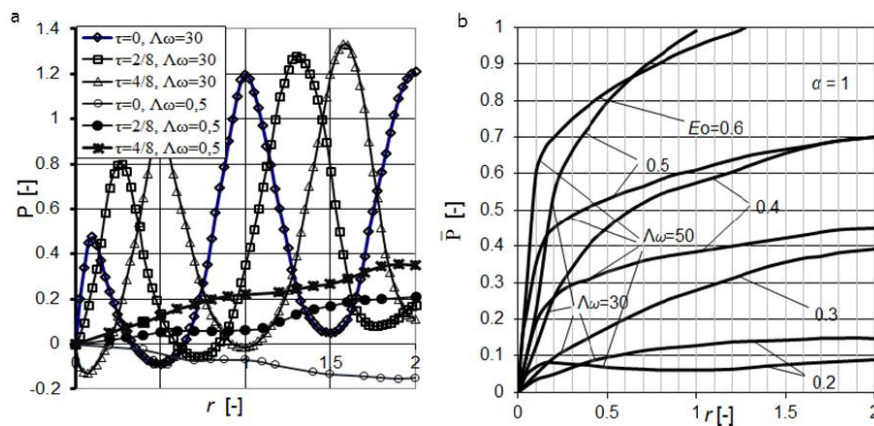 a
P [-]
1.4
1.2
1
0.8
0.6
0.4
0.2
0
-0.2
τ=0, Λω=30
τ=2/8, Λω=30
τ=4/8, Λω=30
τ=0, Λω=0,5
τ=2/8, Λω=0,5
τ=4/8, Λω=0,5
0 1 1.5 2
r [-]
b
P̄ [-]
1
0.9
0.8
0.7
0.6
0.5
0.4
0.3
0.2
0.1
0
α = 1
Eo=0.6
0.5
0.4
Λω=50
Λω=30
0.3
0.2
0 0.5 1 1.5 2
r [-]